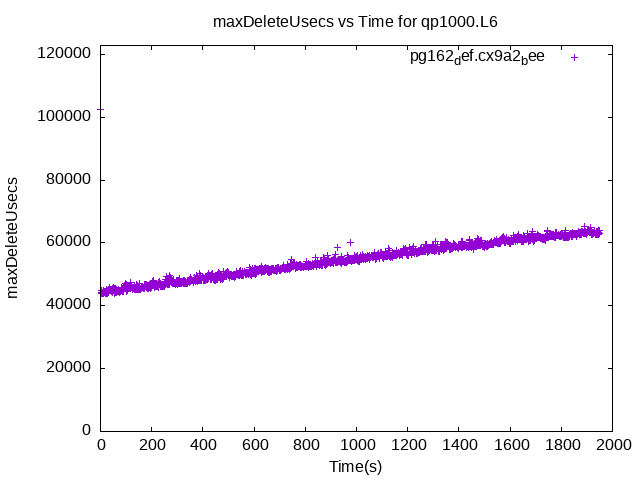 maxDeleteUsecs vs Time for qp1000.L6
pg162def.cx9a2bee
maxDeleteUsecs
120000
100000
80000
60000
40000
20000
0
0 200 400 600 800 1000 1200 1400 1600 1800 2000
Time(s)